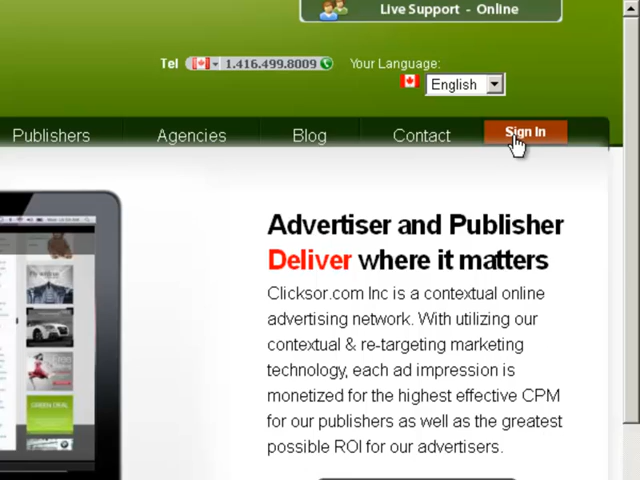 Live Support - Online
Tel 1.416.499.8009 Your Language:
English
Publishers Agencies Blog Contact Sign In
Advertiser and Publisher
Deliver where it matters
Clicksor.com Inc is a contextual online
advertising network. With utilizing our
contextual & re-targeting marketing
technology, each ad impression is
monetized for the highest effective CPM
for our publishers as well as the greatest
possible ROI for our advertisers.
GREEN DEAL